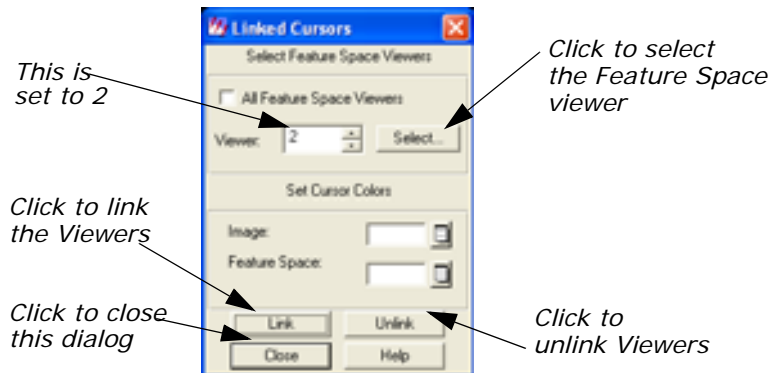 Linked Cursors
Select Feature Space Viewers
This is
set to 2
Click to select
the Feature Space
viewer
All Feature Space Viewers
Viewer: 2 Select...
Set Cursor Colors
Click to link
the Viewers
Image:
Feature Space:
Click to close
this dialog
Link Unlink
Close Help
Click to
unlink Viewers